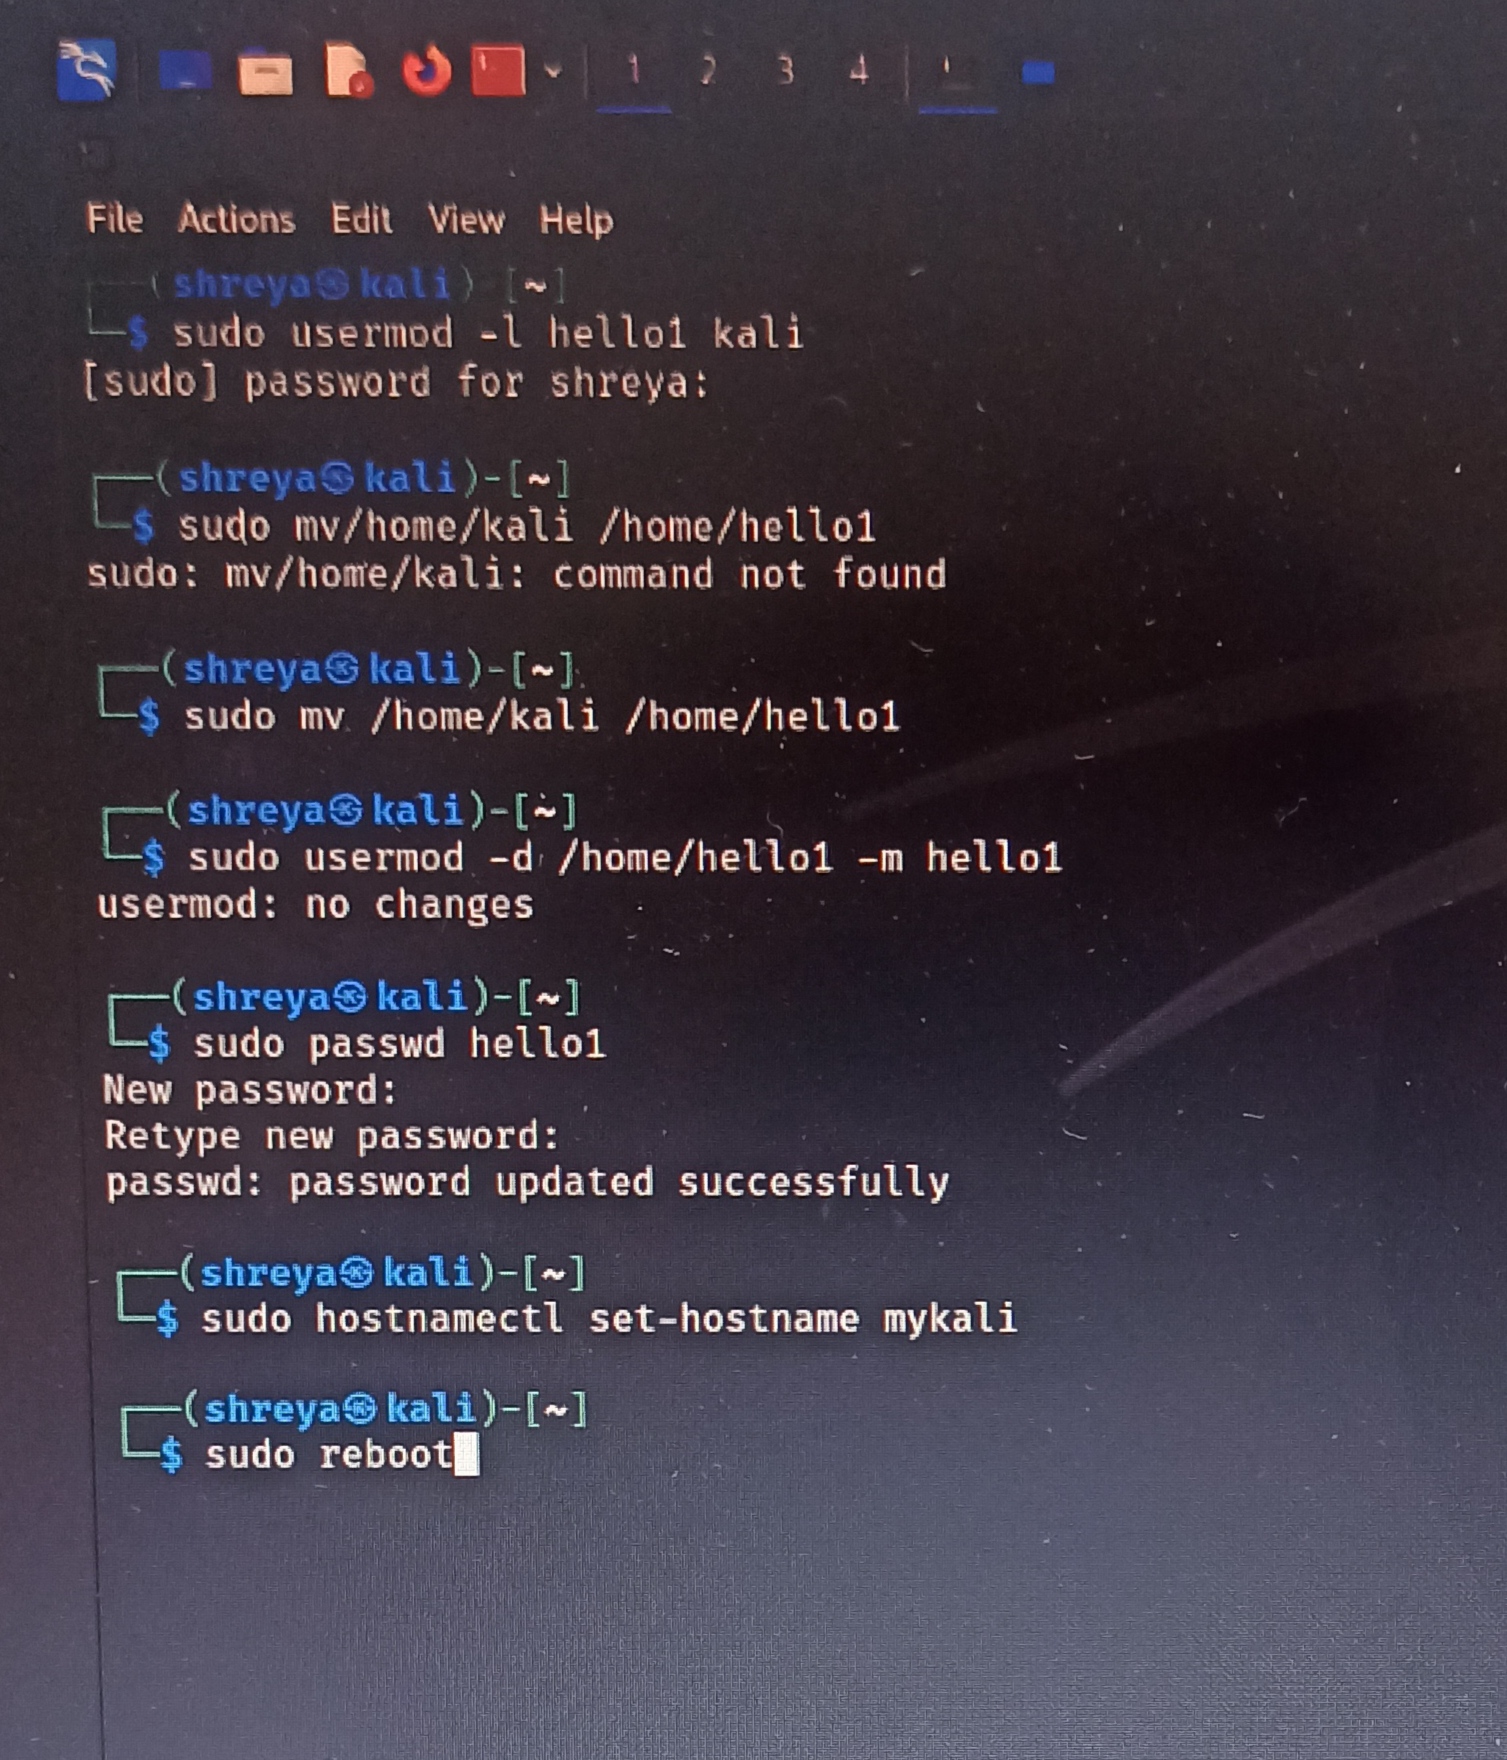 1 2 3 4
File Actions Edit View Help
┌──(shreya㉿kali)-[~]
└─$ sudo usermod -l hello1 kali
[sudo] password for shreya:
┌──(shreya㉿kali)-[~]
└─$ sudo mv/home/kali /home/hello1
sudo: mv/home/kali: command not found
┌──(shreya㉿kali)-[~]
└─$ sudo mv /home/kali /home/hello1
┌──(shreya㉿kali)-[~]
└─$ sudo usermod -d /home/hello1 -m hello1
usermod: no changes
┌──(shreya㉿kali)-[~]
└─$ sudo passwd hello1
New password:
Retype new password:
passwd: password updated successfully
┌──(shreya㉿kali)-[~]
└─$ sudo hostnamectl set-hostname mykali
┌──(shreya㉿kali)-[~]
└─$ sudo reboot